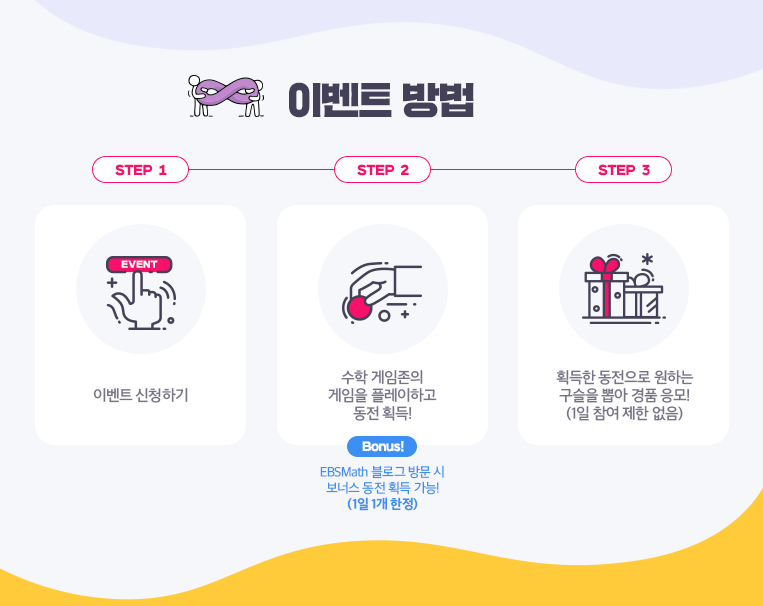 이벤트 방법
STEP 1
STEP 2
STEP 3
EVENT
이벤트 신청하기
수학 게임존의
게임을 플레이하고
동전 획득!
획득한 동전으로 원하는
구슬을 뽑아 경품 응모!
(1일 참여 제한 없음)
Bonus!
EBSMath 블로그 방문 시
보너스 동전 획득 가능!
(1일 1개 한정)